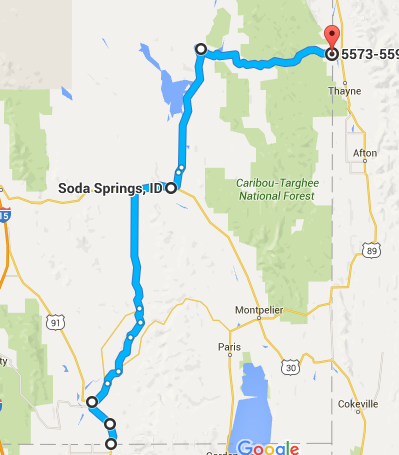 5573-559
Thayne
Soda Springs, ID
Afton
Caribou-Targhee
National Forest
15
89
91
Montpelier
Paris
30
Cokeville
Google